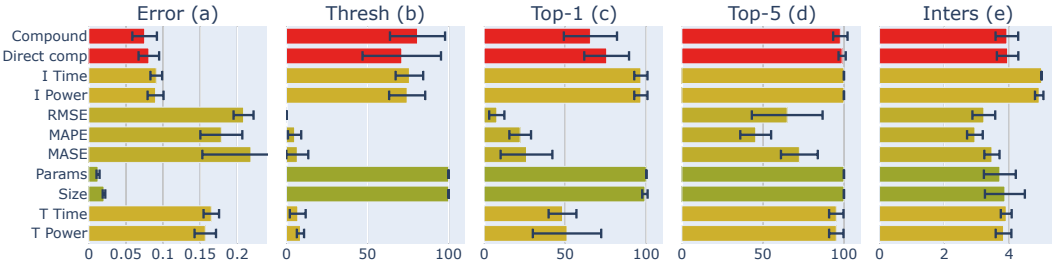 Error (a) Thresh (b) Top-1 (c) Top-5 (d) Inters (e)
Compound
Direct comp
I Time
I Power
RMSE
MAPE
MASE
Params
Size
T Time
T Power
0 0.05 0.1 0.15 0.2 0 50 100 0 50 100 0 50 100 0 2 4